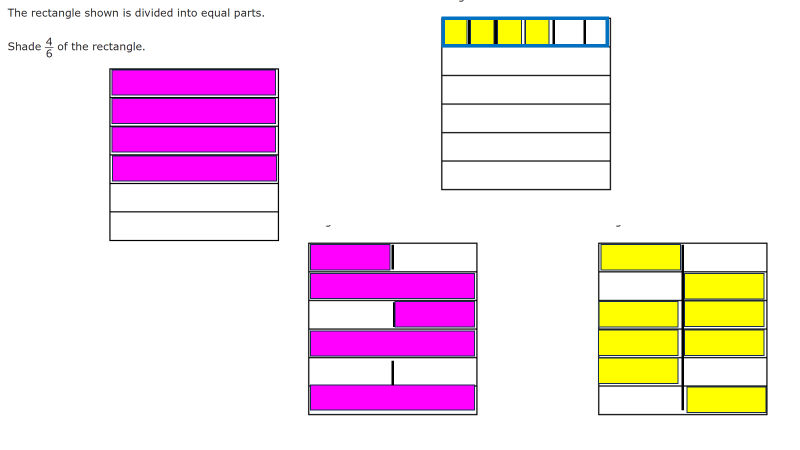 The rectangle shown is divided into equal parts.
Shade 4/6 of the rectangle.